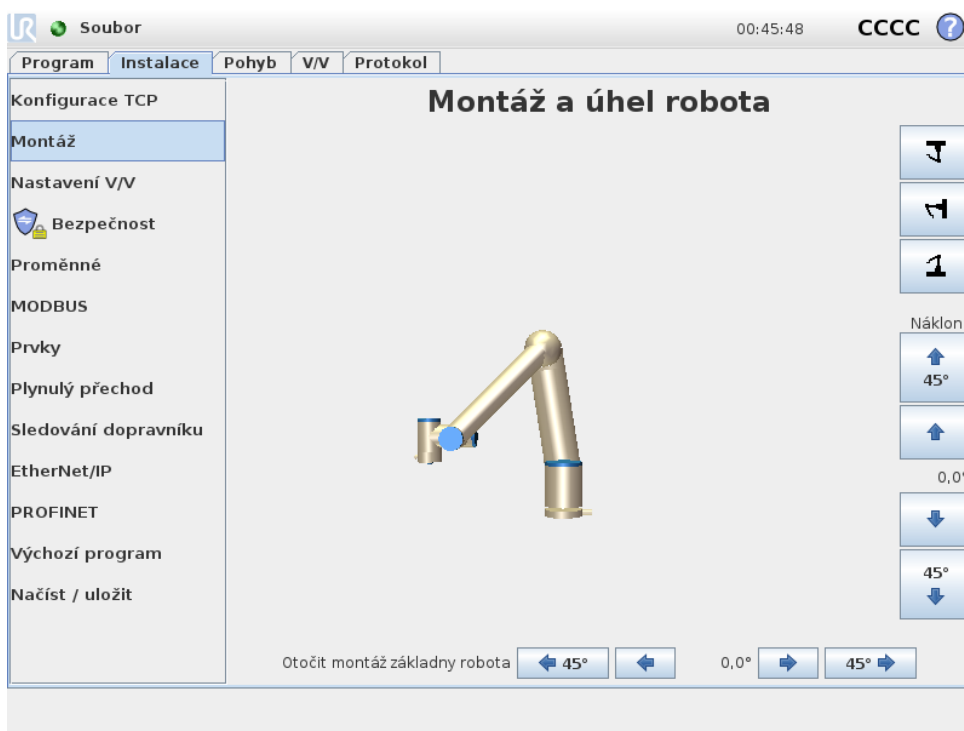 UR Soubor 00:45:48 CCCC ?
Program Instalace Pohyb V/V Protokol
Konfigurace TCP
Montáž
Nastavení V/V
Bezpečnost
Proměnné
MODBUS
Prvky
Plynulý přechod
Sledování dopravníku
EtherNet/IP
PROFINET
Výchozí program
Načíst / uložit
Montáž a úhel robota
Náklon
45°
0,0°
45°
Otočit montáž základny robota 45° 0,0° 45°